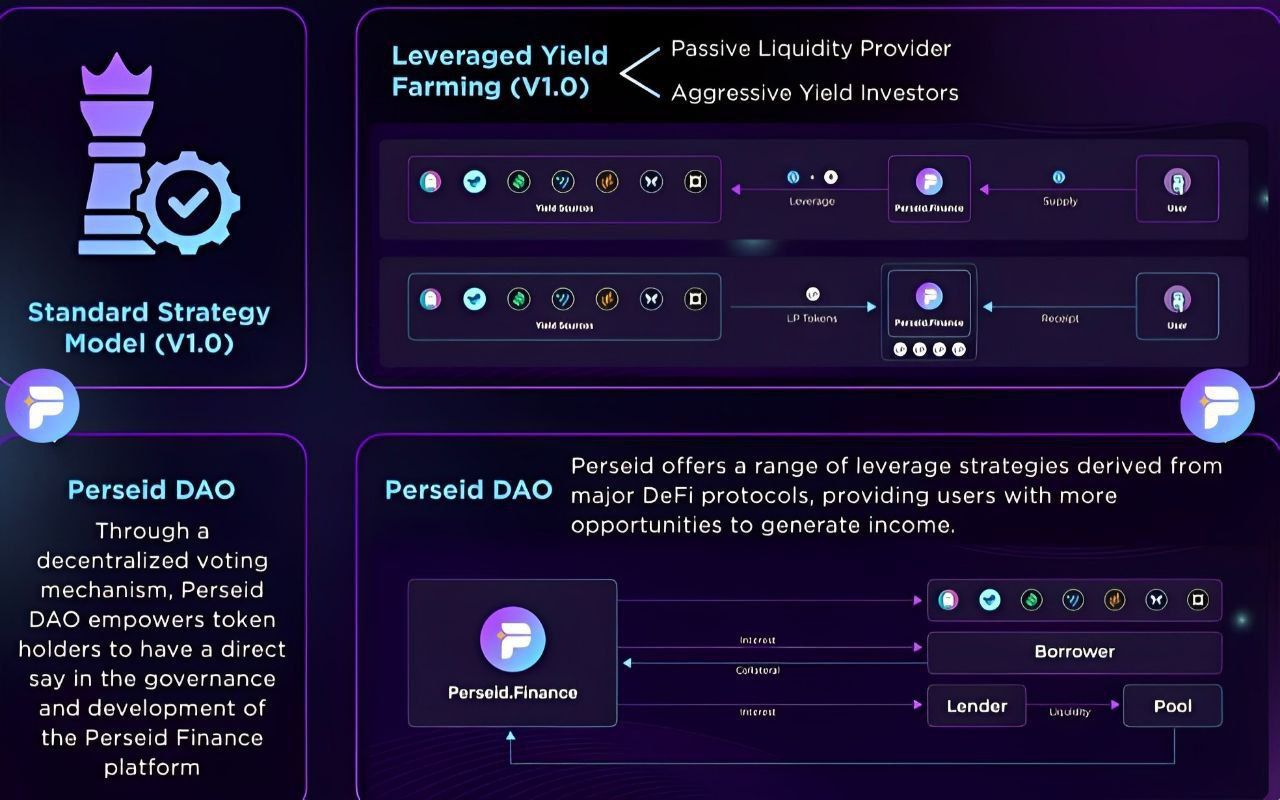 Standard Strategy
Model (V1.0)
Leveraged Yield
Farming (V1.0)
Passive Liquidity Provider
Aggressive Yield Investors
Yield Sources
Leverage
Perseid.Finance
Supply
User
Yield Sources
LP Tokens
Perseid.Finance
LP LP LP LP
Receipt
User
Perseid DAO
Through a
decentralized voting
mechanism, Perseid
DAO empowers token
holders to have a direct
say in the governance
and development of
the Perseid Finance
platform
Perseid DAO
Perseid offers a range of leverage strategies derived from
major DeFi protocols, providing users with more
opportunities to generate income.
Perseid.Finance
Interest
Collateral
Interest
Borrower
Lender
Liquidity
Pool